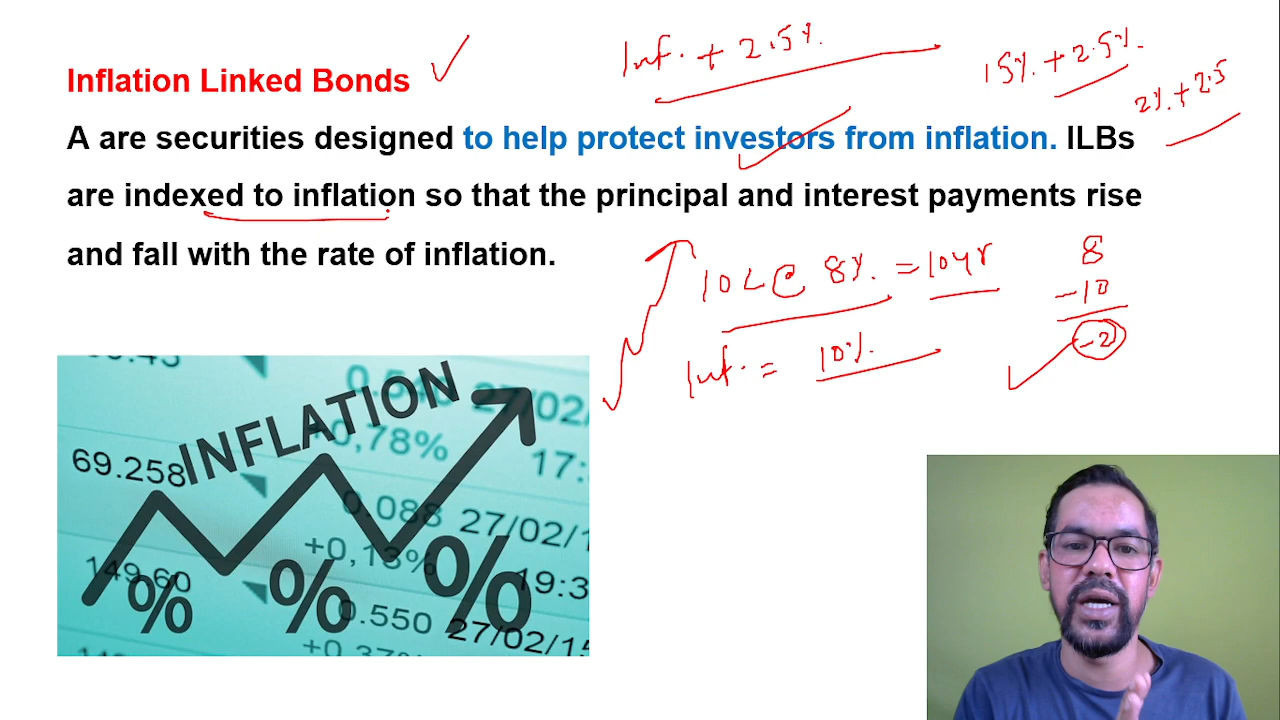 Inf. + 2.5%.
15%. + 2.5%.
2%. + 2.5
Inflation Linked Bonds
A are securities designed to help protect investors from inflation. ILBs
are indexed to inflation so that the principal and interest payments rise
and fall with the rate of inflation.
10 L @ 8%. = 10yr
Inf. = 10%.
8
-10
-2
INFLATION
% % %
69.258
149.60
+0,78%
17:
0.088 27/02/1
+0,13%
19:3
0.550 27/02/15